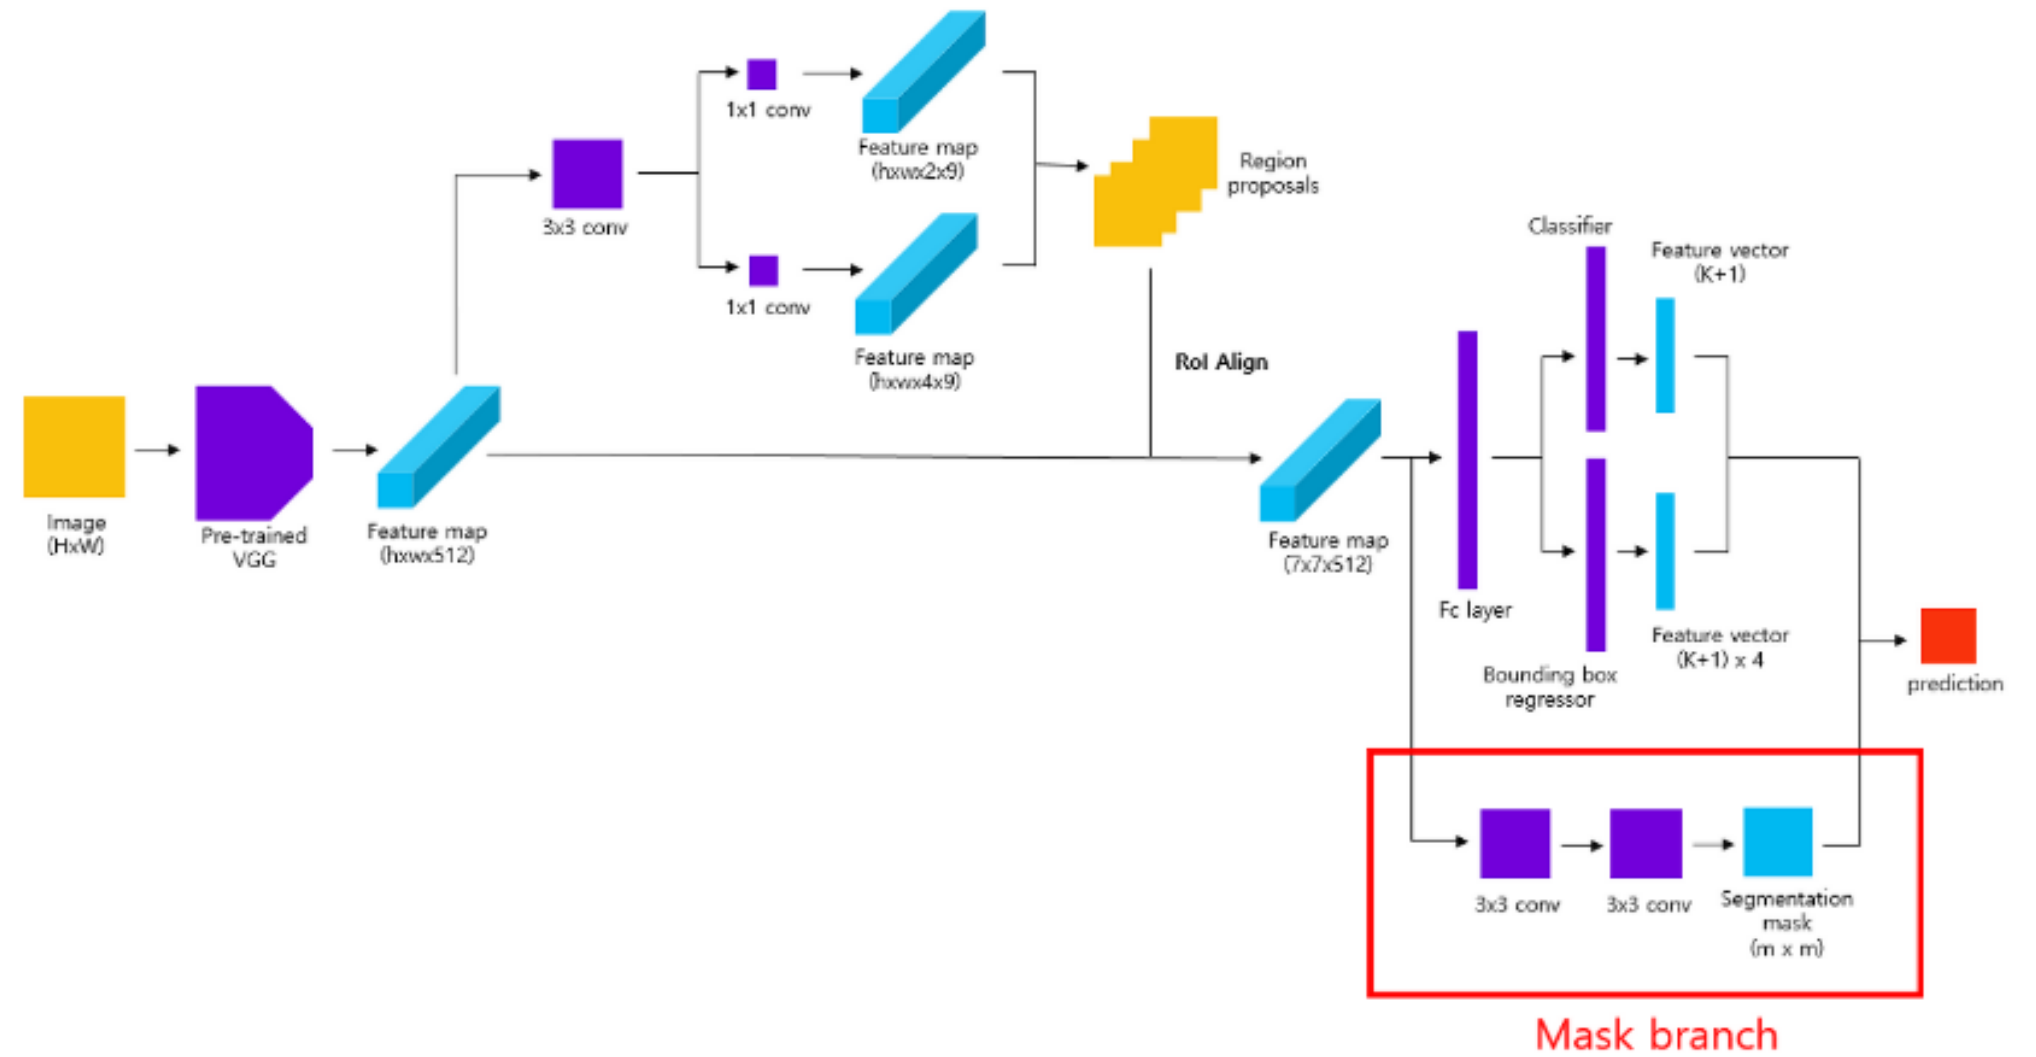 1x1 conv
Feature map
(hxwx2x9)
Region
proposals
3x3 conv
1x1 conv
Feature map
(hxwx4x9)
RoI Align
Classifier
Feature vector
(K+1)
Image
(HxW)
Pre-trained
VGG
Feature map
(hxwx512)
Feature map
(7x7x512)
Fc layer
Bounding box
regressor
Feature vector
(K+1) x 4
prediction
3x3 conv
3x3 conv
Segmentation
mask
(m x m)
Mask branch